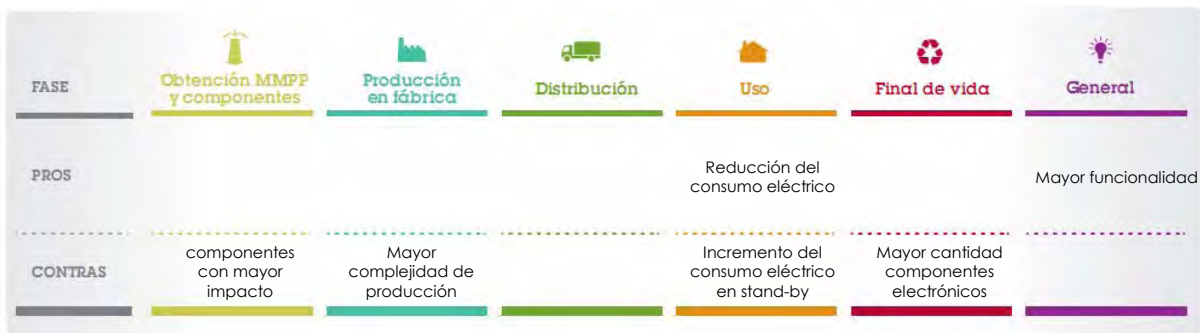 FASE
Obtención MMPP
y componentes
Producción
en fábrica
Distribución
Uso
Final de vida
General
PROS
Reducción del
consumo eléctrico
Mayor funcionalidad
CONTRAS
componentes
con mayor
impacto
Mayor
complejidad de
producción
Incremento del
consumo eléctrico
en stand-by
Mayor cantidad
componentes
electrónicos